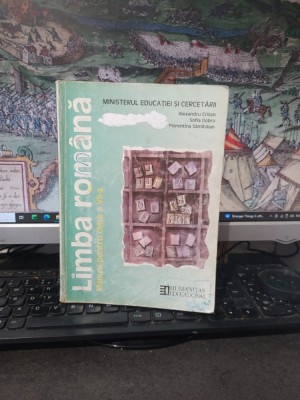 MINISTERUL EDUCAȚIEI ȘI CERCETĂRII
Alexandru Crișan
Sofia Dobra
Florentina Sâmihăian
Limba română
Manual pentru clasa a VII-a
HUMANITAS
EDUCAȚIONAL